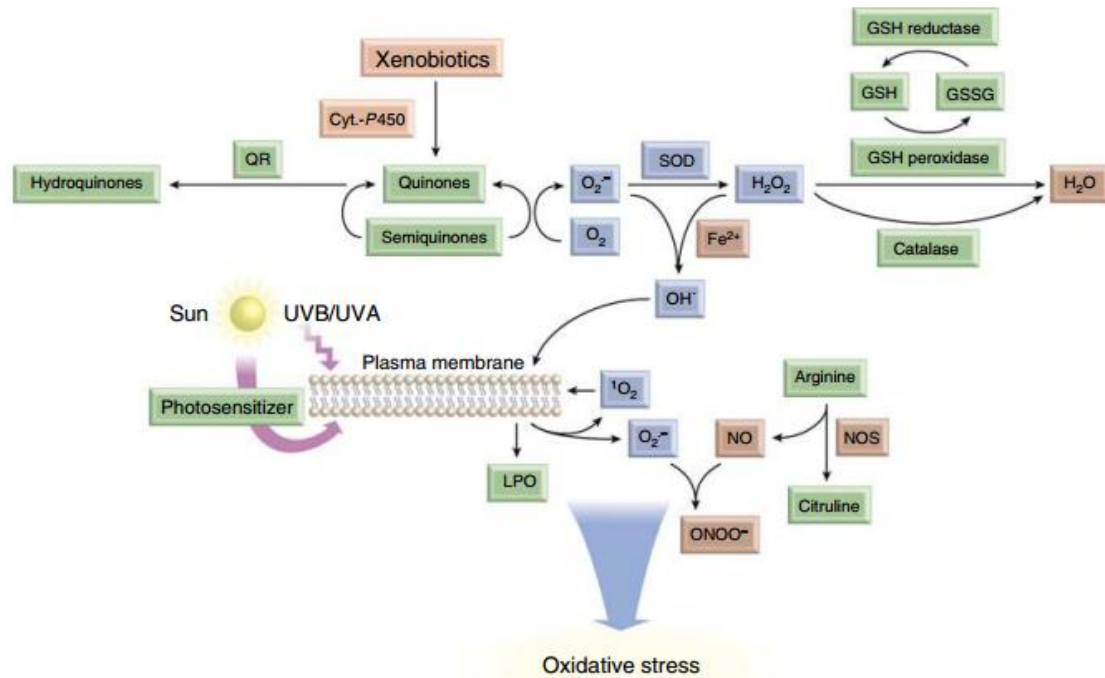 GSH reductase
Xenobiotics
GSH
GSSG
Cyt.-P450
GSH peroxidase
QR
SOD
Hydroquinones
Quinones
O₂·⁻
H₂O₂
H₂O
Semiquinones
O₂
Fe²⁺
Catalase
OH·
Sun
UVB/UVA
Plasma membrane
Photosensitizer
¹O₂
Arginine
O₂·⁻
NO
NOS
LPO
Citruline
ONOO⁻
Oxidative stress